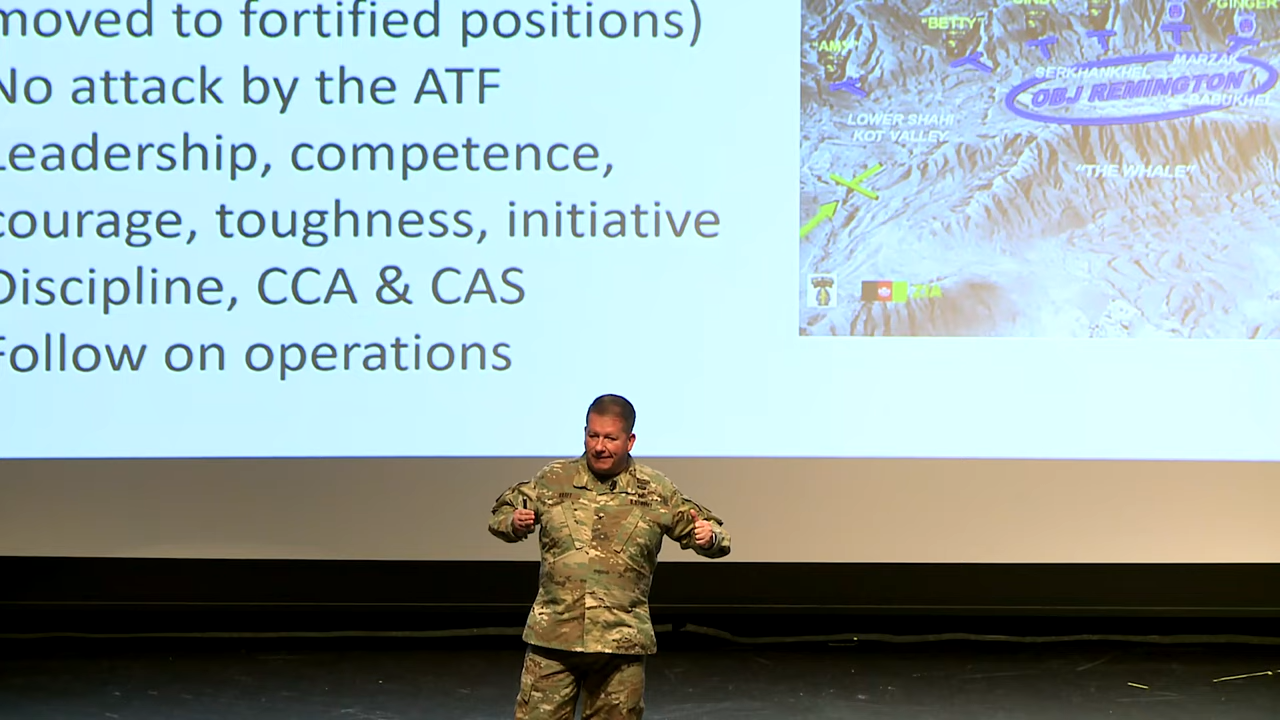 moved to fortified positions)
No attack by the ATF
Leadership, competence,
courage, toughness, initiative
Discipline, CCA & CAS
Follow on operations
"GINGER"
"BETTY"
"AMY"
MARZAK
SERKHANKHEL
OBJ REMINGTON
BABUKHEL
LOWER SHAHI
KOT VALLEY
"THE WHALE"
ZIA